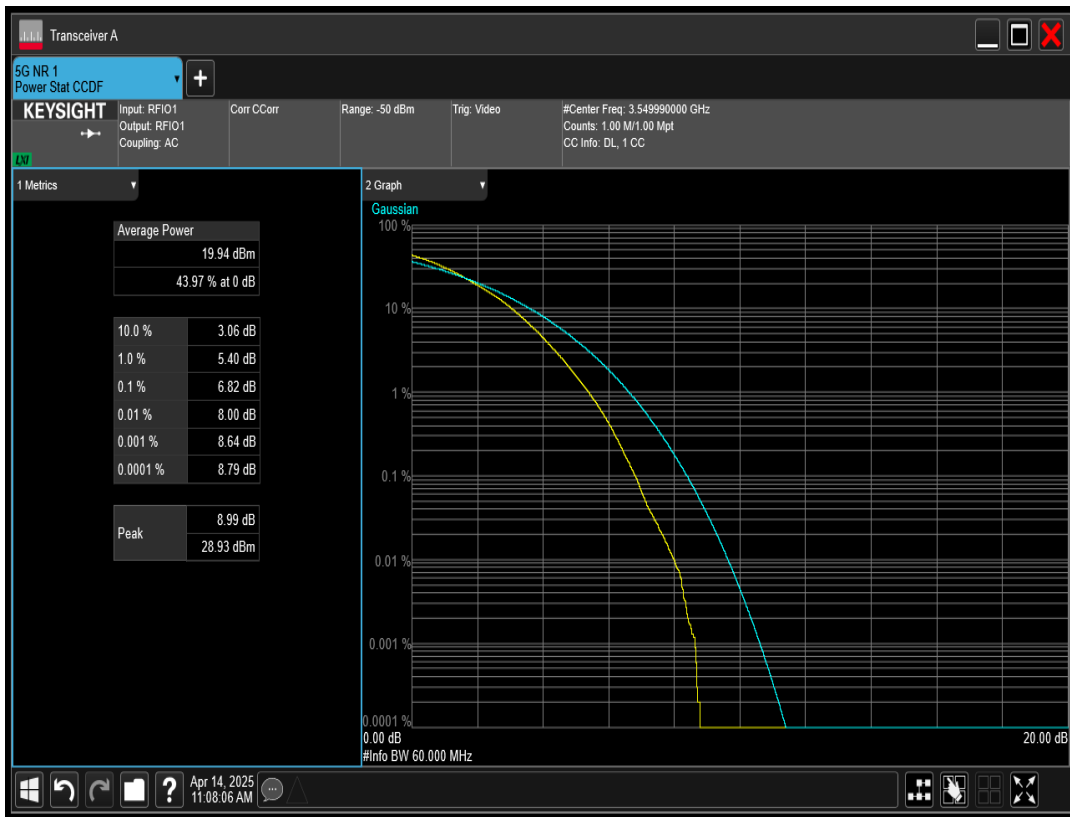 Transceiver A
5G NR 1
Power Stat CCDF
+
KEYSIGHT
LXI
Input: RFIO1
Output: RFIO1
Coupling: AC
Corr CCorr
Range: -50 dBm
Trig: Video
#Center Freq: 3.549990000 GHz
Counts: 1.00 M/1.00 Mpt
CC Info: DL, 1 CC
1 Metrics
Average Power
19.94 dBm
43.97 % at 0 dB
10.0 % 3.06 dB
1.0 % 5.40 dB
0.1 % 6.82 dB
0.01 % 8.00 dB
0.001 % 8.64 dB
0.0001 % 8.79 dB
Peak
8.99 dB
28.93 dBm
2 Graph
Gaussian
100 %
10 %
1 %
0.1 %
0.01 %
0.001 %
0.0001 %
0.00 dB 20.00 dB
#Info BW 60.000 MHz
?
Apr 14, 2025
11:08:06 AM